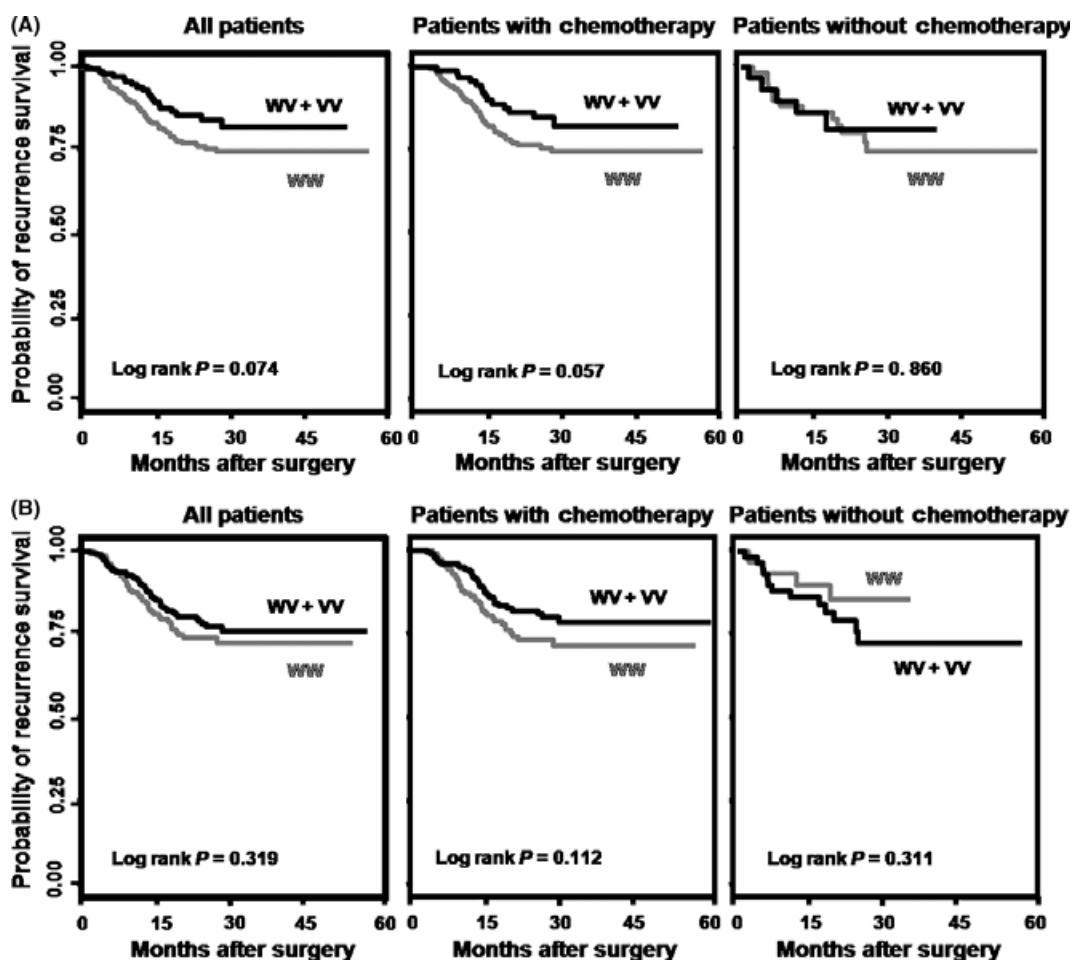 (A)
All patients
Patients with chemotherapy
Patients without chemotherapy
Probability of recurrence survival
1.00
0.75
0.50
0.25
0.00
WV + VV
WW
Log rank P = 0.074
0 15 30 45 60
Months after surgery
WV + VV
WW
Log rank P = 0.057
0 15 30 45 60
Months after surgery
WV + VV
WW
Log rank P = 0. 860
0 15 30 45 60
Months after surgery
(B)
All patients
Patients with chemotherapy
Patients without chemotherapy
Probability of recurrence survival
1.00
0.75
0.50
0.25
0.00
WV + VV
WW
Log rank P = 0.319
0 15 30 45 60
Months after surgery
WV + VV
WW
Log rank P = 0.112
0 15 30 45 60
Months after surgery
WW
WV + VV
Log rank P = 0.311
0 15 30 45 60
Months after surgery